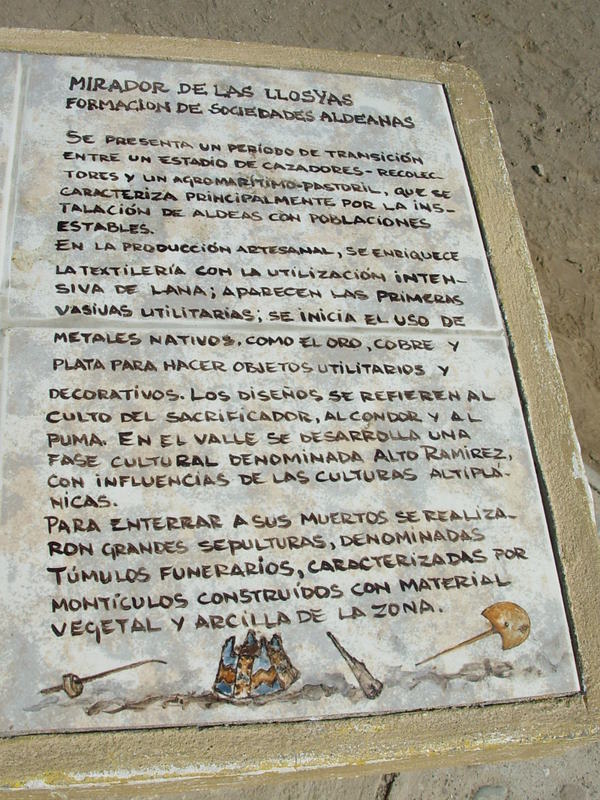 MIRADOR DE LAS LLOSYAS
FORMACION DE SOCIEDADES ALDEANAS
SE PRESENTA UN PERÍODO DE TRANSICIÓN
ENTRE UN ESTADIO DE CAZADORES-RECOLEC-
TORES Y UN AGROMARÍTIMO-PASTORIL, QUE SE
CARACTERIZA PRINCIPALMENTE POR LA INS-
TALACIÓN DE ALDEAS CON POBLACIONES
ESTABLES.
EN LA PRODUCCIÓN ARTESANAL, SE ENRIQUECE
LA TEXTILERÍA CON LA UTILIZACIÓN INTEN-
SIVA DE LANA; APARECEN LAS PRIMERAS
VASIJAS UTILITARIAS; SE INICIA EL USO DE
METALES NATIVOS, COMO EL ORO, COBRE Y
PLATA PARA HACER OBJETOS UTILITARIOS Y
DECORATIVOS. LOS DISEÑOS SE REFIEREN AL
CULTO DEL SACRIFICADOR, AL CONDOR Y AL
PUMA. EN EL VALLE SE DESARROLLA UNA
FASE CULTURAL DENOMINADA ALTO RAMÍREZ,
CON INFLUENCIAS DE LAS CULTURAS ALTIPLÁ-
NICAS.
PARA ENTERRAR A SUS MUERTOS SE REALIZA-
RON GRANDES SEPULTURAS, DENOMINADAS
TÚMULOS FUNERARIOS, CARACTERIZADAS POR
MONTÍCULOS CONSTRUÍDOS CON MATERIAL
VEGETAL Y ARCILLA DE LA ZONA.